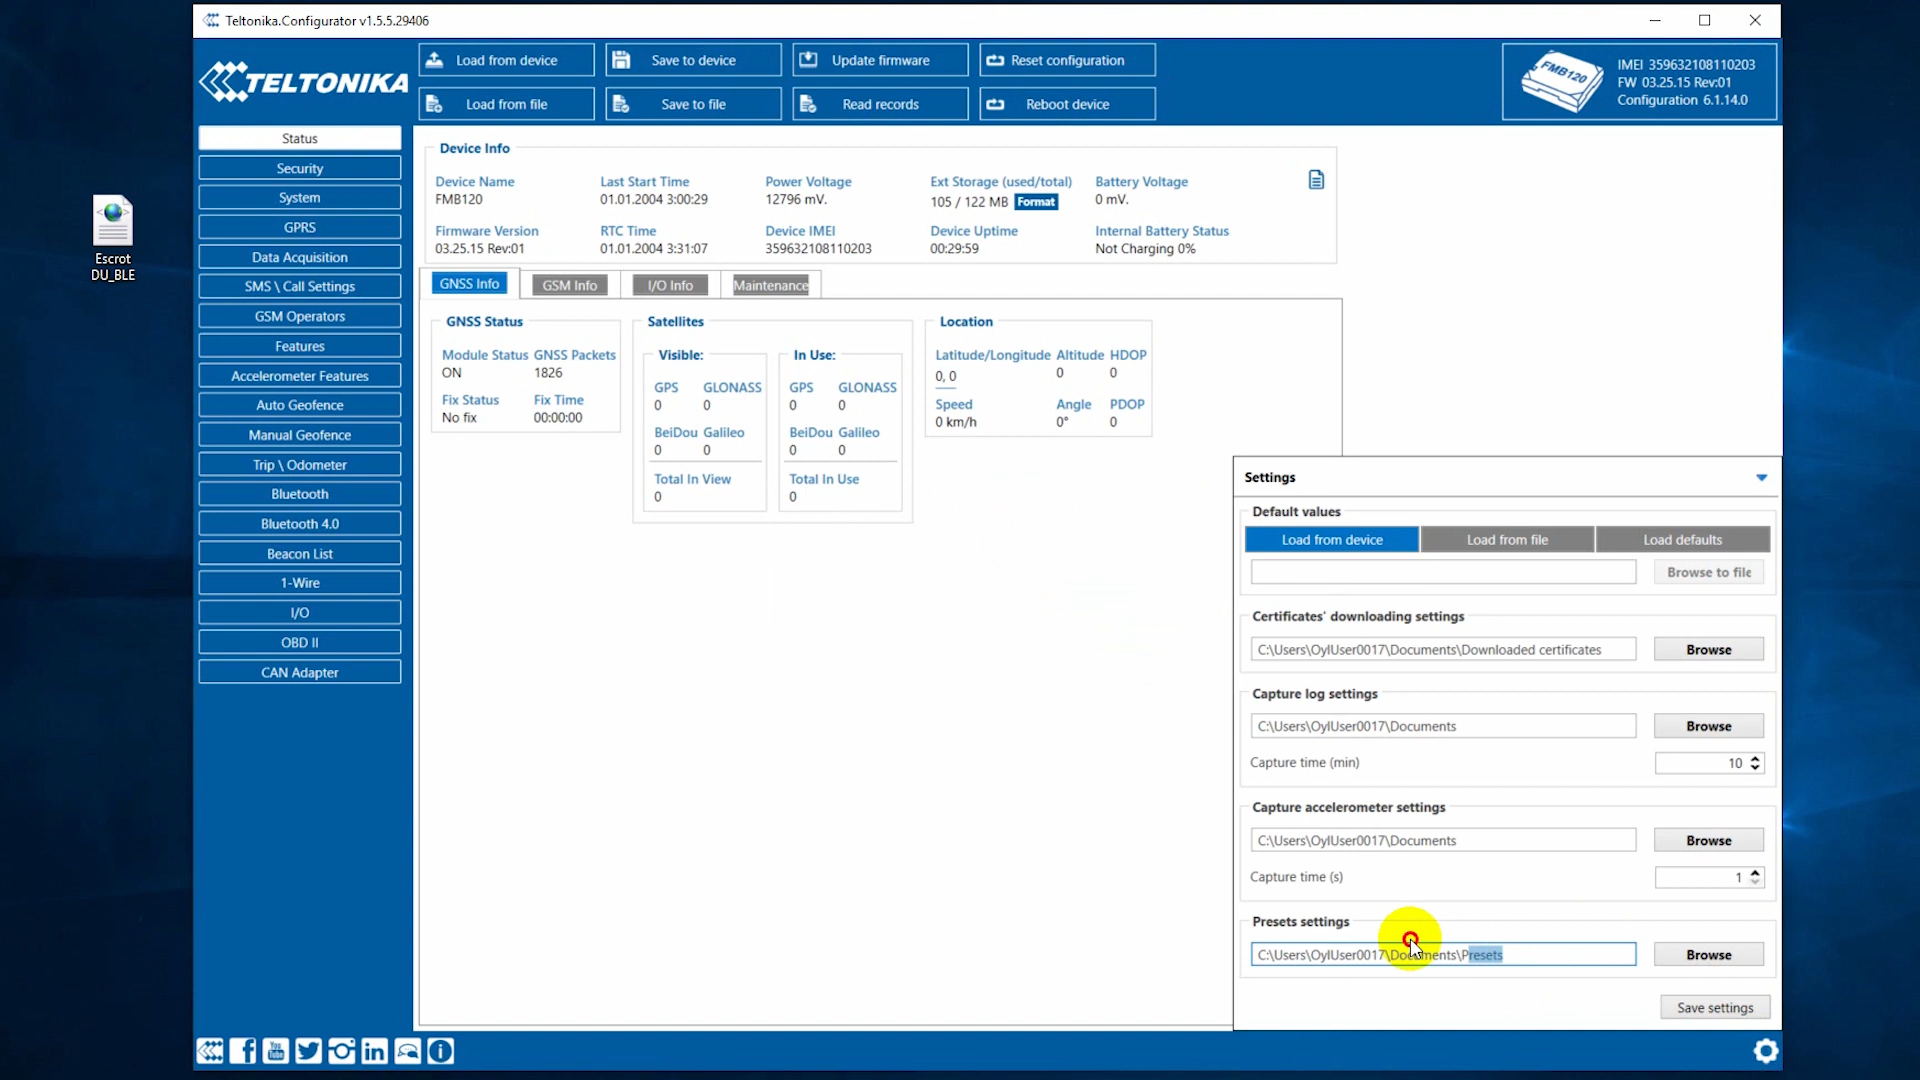 Teltonika.Configurator v1.5.5.29406
TELTONIKA
Load from device
Save to device
Update firmware
Reset configuration
Load from file
Save to file
Read records
Reboot device
FMB120
IMEI 359632108110203
FW 03.25.15 Rev:01
Configuration 6.1.14.0
Escrot
DU_BLE
Status
Security
System
GPRS
Data Acquisition
SMS \ Call Settings
GSM Operators
Features
Accelerometer Features
Auto Geofence
Manual Geofence
Trip \ Odometer
Bluetooth
Bluetooth 4.0
Beacon List
1-Wire
I/O
OBD II
CAN Adapter
Device Info
Device Name
FMB120
Last Start Time
01.01.2004 3:00:29
Power Voltage
12796 mV.
Ext Storage (used/total)
105 / 122 MB Format
Battery Voltage
0 mV.
Firmware Version
03.25.15 Rev:01
RTC Time
01.01.2004 3:31:07
Device IMEI
359632108110203
Device Uptime
00:29:59
Internal Battery Status
Not Charging 0%
GNSS Info
GSM Info
I/O Info
Maintenance
GNSS Status
Module Status GNSS Packets
ON 1826
Fix Status Fix Time
No fix 00:00:00
Satellites
Visible:
GPS GLONASS
0 0
BeiDou Galileo
0 0
Total In View
0
In Use:
GPS GLONASS
0 0
BeiDou Galileo
0 0
Total In Use
0
Location
Latitude/Longitude Altitude HDOP
0, 0 0 0
Speed Angle PDOP
0 km/h 0° 0
Settings
Default values
Load from device
Load from file
Load defaults
Browse to file
Certificates' downloading settings
C:\Users\OylUser0017\Documents\Downloaded certificates
Browse
Capture log settings
C:\Users\OylUser0017\Documents
Browse
Capture time (min) 10
Capture accelerometer settings
C:\Users\OylUser0017\Documents
Browse
Capture time (s) 1
Presets settings
C:\Users\OylUser0017\Documents\Presets
Browse
Save settings
You
Tube